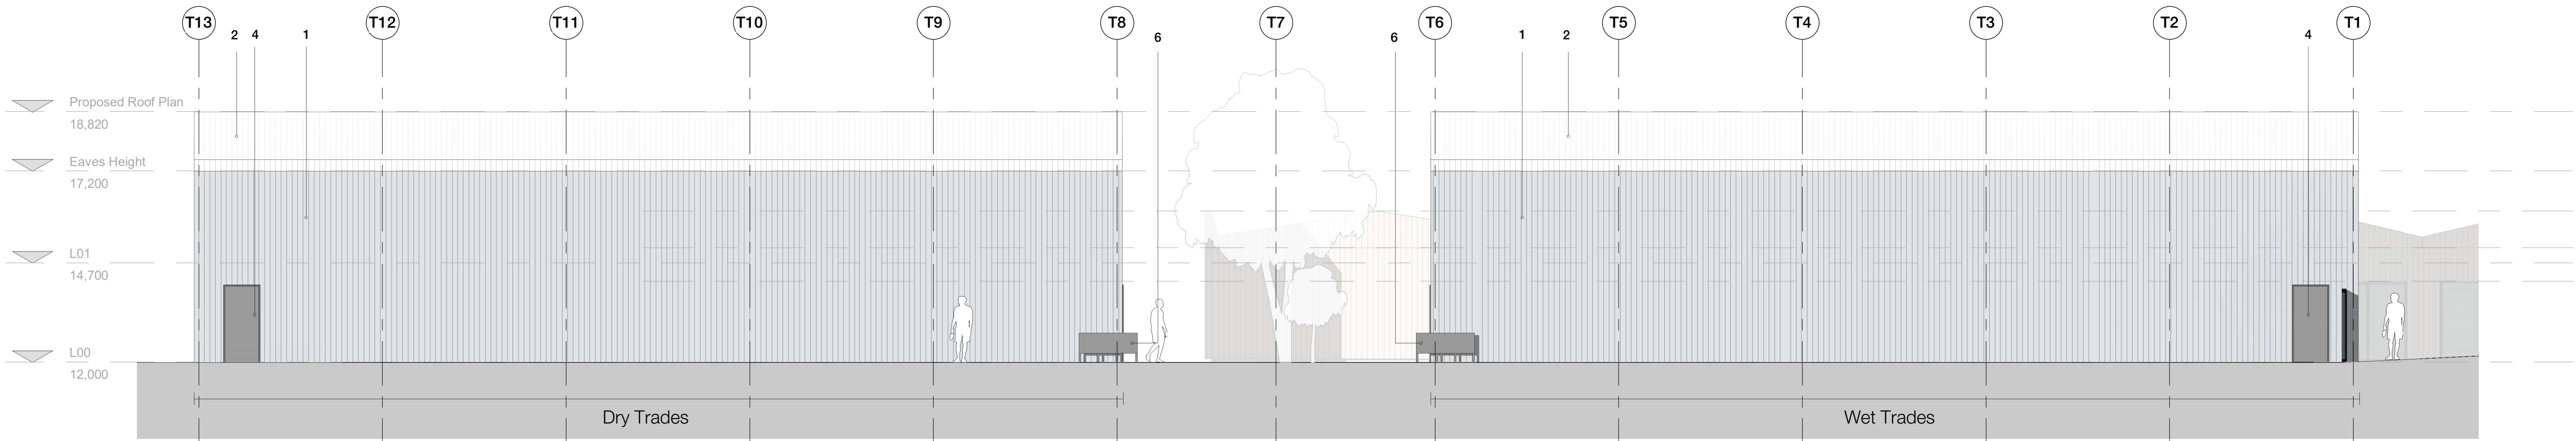 T13 T12 T11 T10 T9 T8 T7 T6 T5 T4 T3 T2 T1
2 4 1 6 6 1 2 4
Proposed Roof Plan
18,820
Eaves Height
17,200
L01
14,700
L00
12,000
Dry Trades Wet Trades